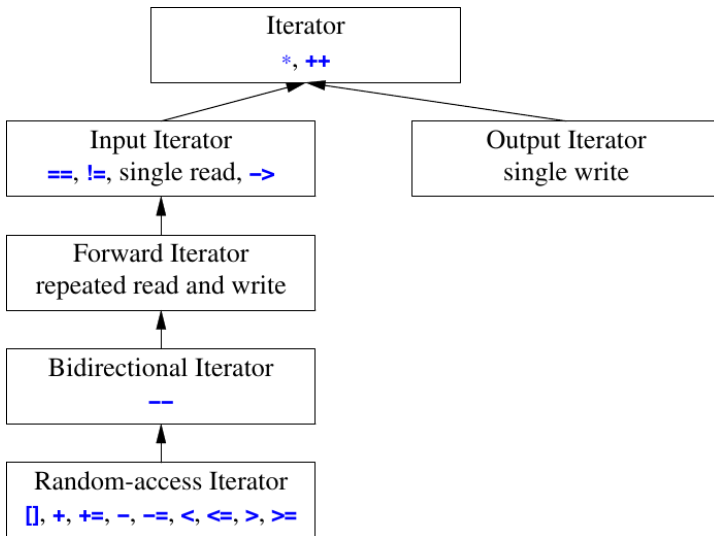 Iterator
*, ++
Input Iterator
==, !=, single read, –>
Output Iterator
single write
Forward Iterator
repeated read and write
Bidirectional Iterator
––
Random-access Iterator
[], +, +=, –, –=, <, <=, >, >=